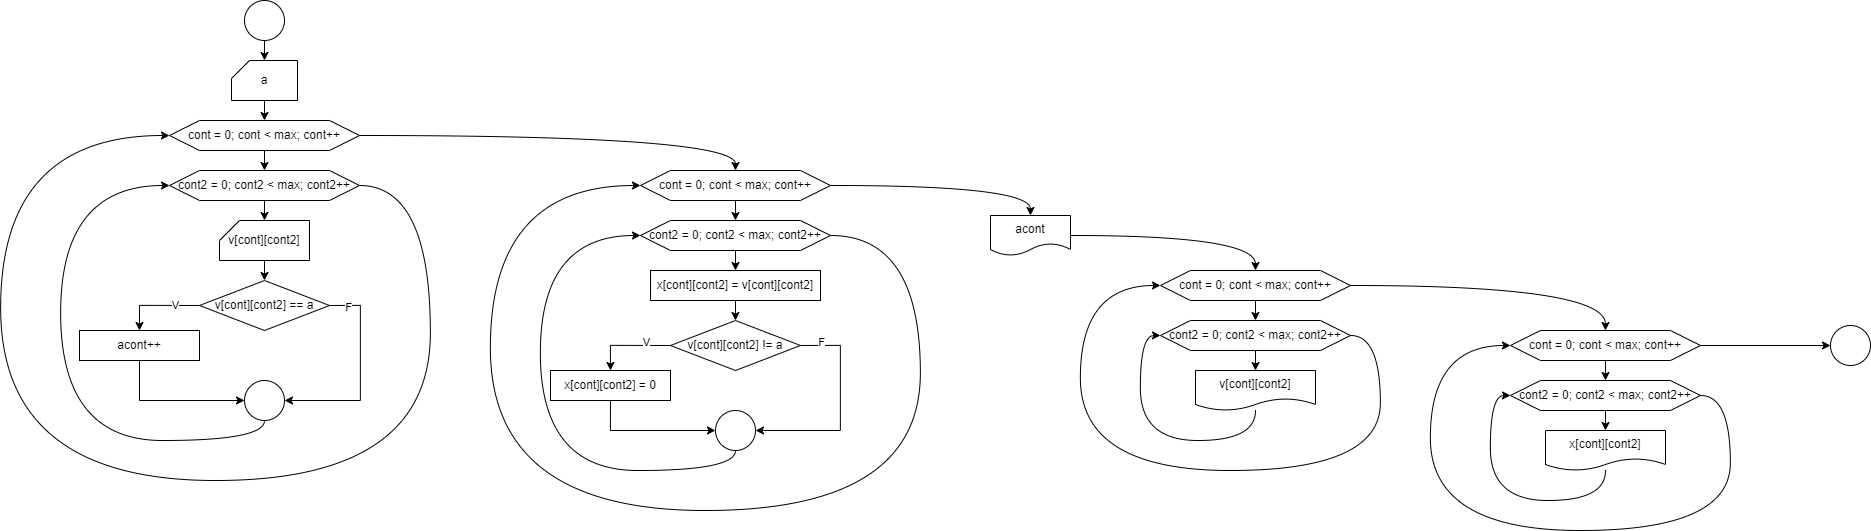 a
cont = 0; cont < max; cont++
cont2 = 0; cont2 < max; cont2++
v[cont][cont2]
v[cont][cont2] == a
V
F
acont++
cont = 0; cont < max; cont++
cont2 = 0; cont2 < max; cont2++
x[cont][cont2] = v[cont][cont2]
v[cont][cont2] != a
V
F
x[cont][cont2] = 0
acont
cont = 0; cont < max; cont++
cont2 = 0; cont2 < max; cont2++
v[cont][cont2]
cont = 0; cont < max; cont++
cont2 = 0; cont2 < max; cont2++
x[cont][cont2]